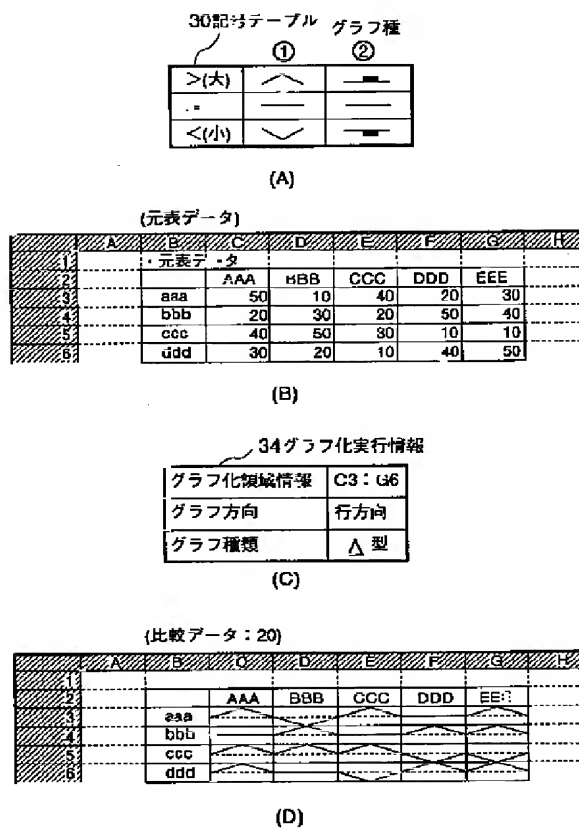 30記号テーブル グラフ種
① ②
>(大)
<(小)
(A)
(元表データ)
A B C D E F G H
1 ・元表データ
2 AAA BBB CCC DDD EEE
3 aaa 50 10 40 20 30
4 bbb 20 30 20 50 40
5 ccc 40 50 30 10 10
6 ddd 30 20 10 40 50
(B)
34グラフ化実行情報
グラフ化領域情報 C3:G6
グラフ方向 行方向
グラフ種類 Λ型
(C)
(比較データ:20)
A B C D E F G H
1
2 AAA BBB CCC DDD EEE
3 aaa
4 bbb
5 ccc
6 ddd
(D)